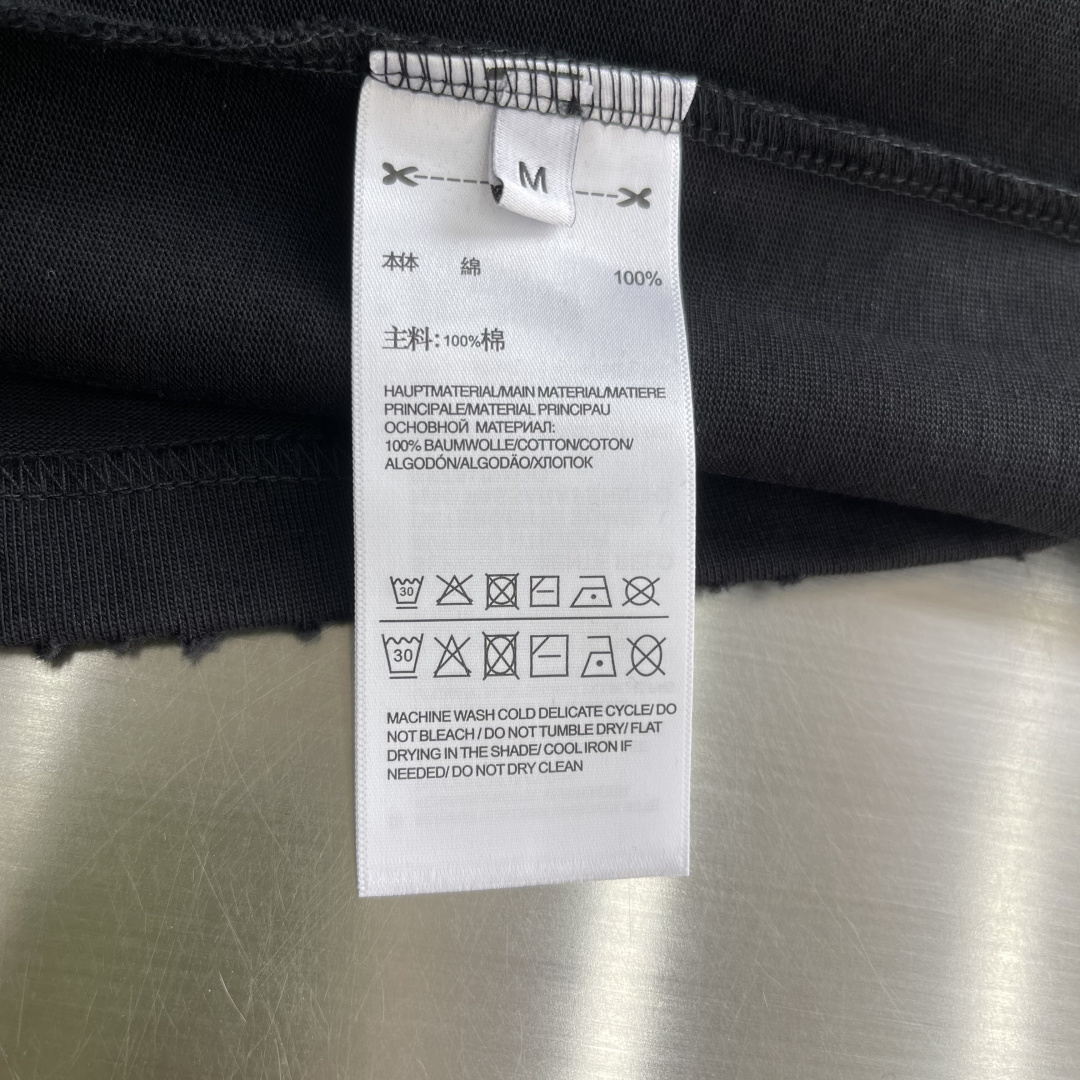 M
本体 綿 100%
主料:100%棉
HAUPTMATERIAL/MAIN MATERIAL/MATIERE
PRINCIPALE/MATERIAL PRINCIPAU
ОСНОВНОЙ МАТЕРИАЛ:
100% BAUMWOLLE/COTTON/COTON/
ALGODÓN/ALGODÄO/ХЛОПОК
30
30
MACHINE WASH COLD DELICATE CYCLE/ DO
NOT BLEACH / DO NOT TUMBLE DRY/ FLAT
DRYING IN THE SHADE/ COOL IRON IF
NEEDED/ DO NOT DRY CLEAN